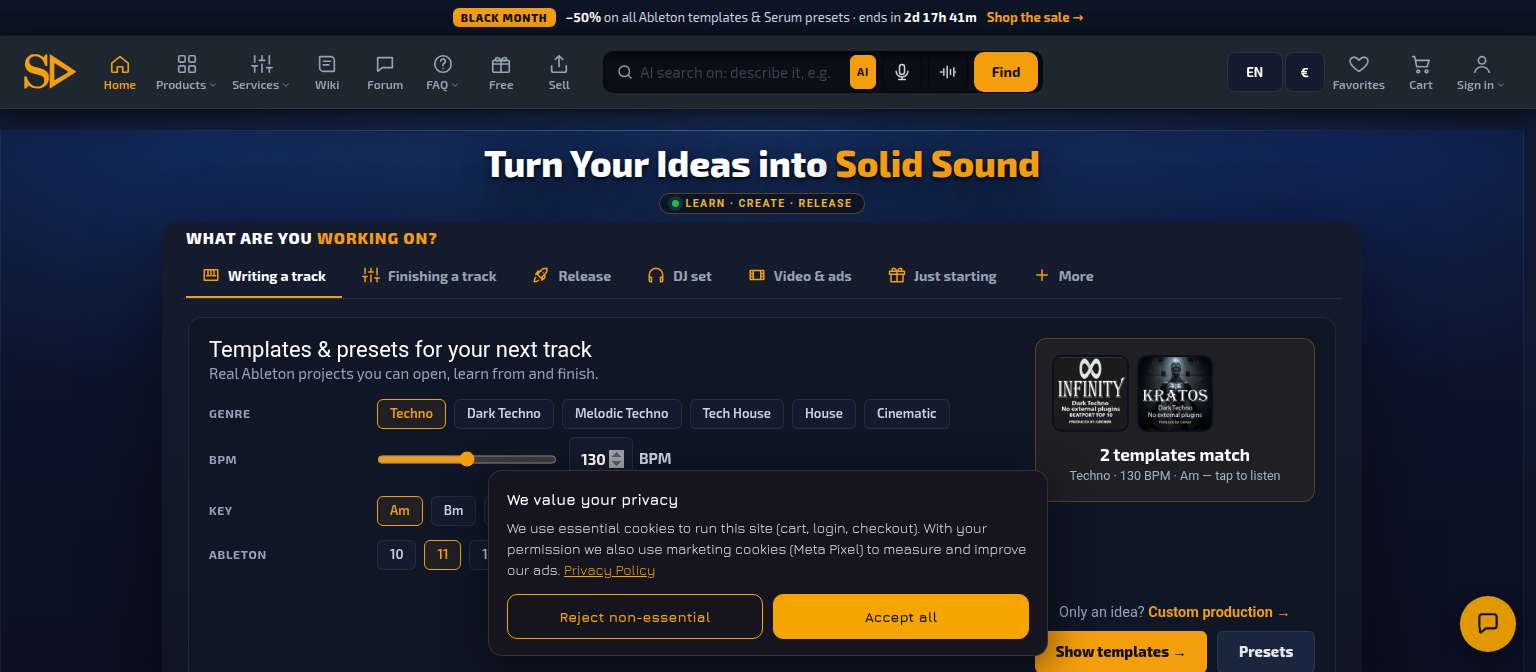 BLACK MONTH −50% on all Ableton templates & Serum presets · ends in 2d 17h 41m Shop the sale →
Home Products Services Wiki Forum FAQ Free Sell
AI search on: describe it, e.g. AI Find
EN € Favorites Cart Sign in
Turn Your Ideas into Solid Sound
LEARN · CREATE · RELEASE
WHAT ARE YOU WORKING ON?
Writing a track Finishing a track Release DJ set Video & ads Just starting More
Templates & presets for your next track
Real Ableton projects you can open, learn from and finish.
GENRE Techno Dark Techno Melodic Techno Tech House House Cinematic
BPM 130 BPM
KEY Am Bm
ABLETON 10 11
INFINITY
Dark Techno
No external plugins
BEATPORT TOP 10
KRATOS
Dark Techno
No external plugins
2 templates match
Techno · 130 BPM · Am — tap to listen
We value your privacy
We use essential cookies to run this site (cart, login, checkout). With your
permission we also use marketing cookies (Meta Pixel) to measure and improve
our ads. Privacy Policy
Reject non-essential Accept all
Only an idea? Custom production →
Show templates → Presets